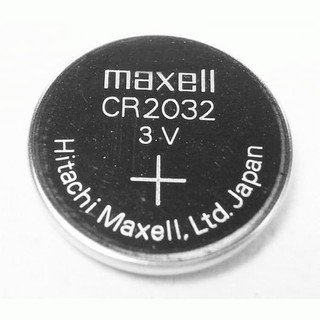 maxell
CR2032
3 V
+
Hitachi Maxell, Ltd. Japan